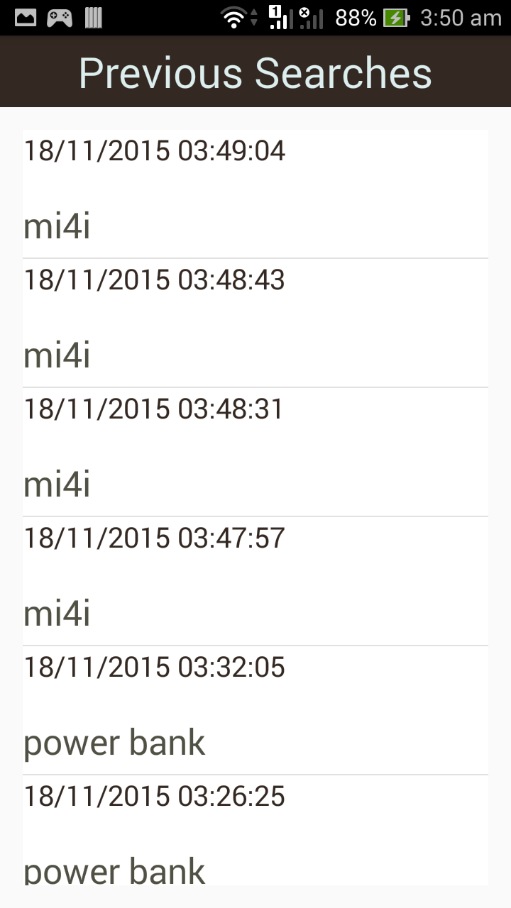 1 88% 3:50 am
Previous Searches
18/11/2015 03:49:04
mi4i
18/11/2015 03:48:43
mi4i
18/11/2015 03:48:31
mi4i
18/11/2015 03:47:57
mi4i
18/11/2015 03:32:05
power bank
18/11/2015 03:26:25
power bank